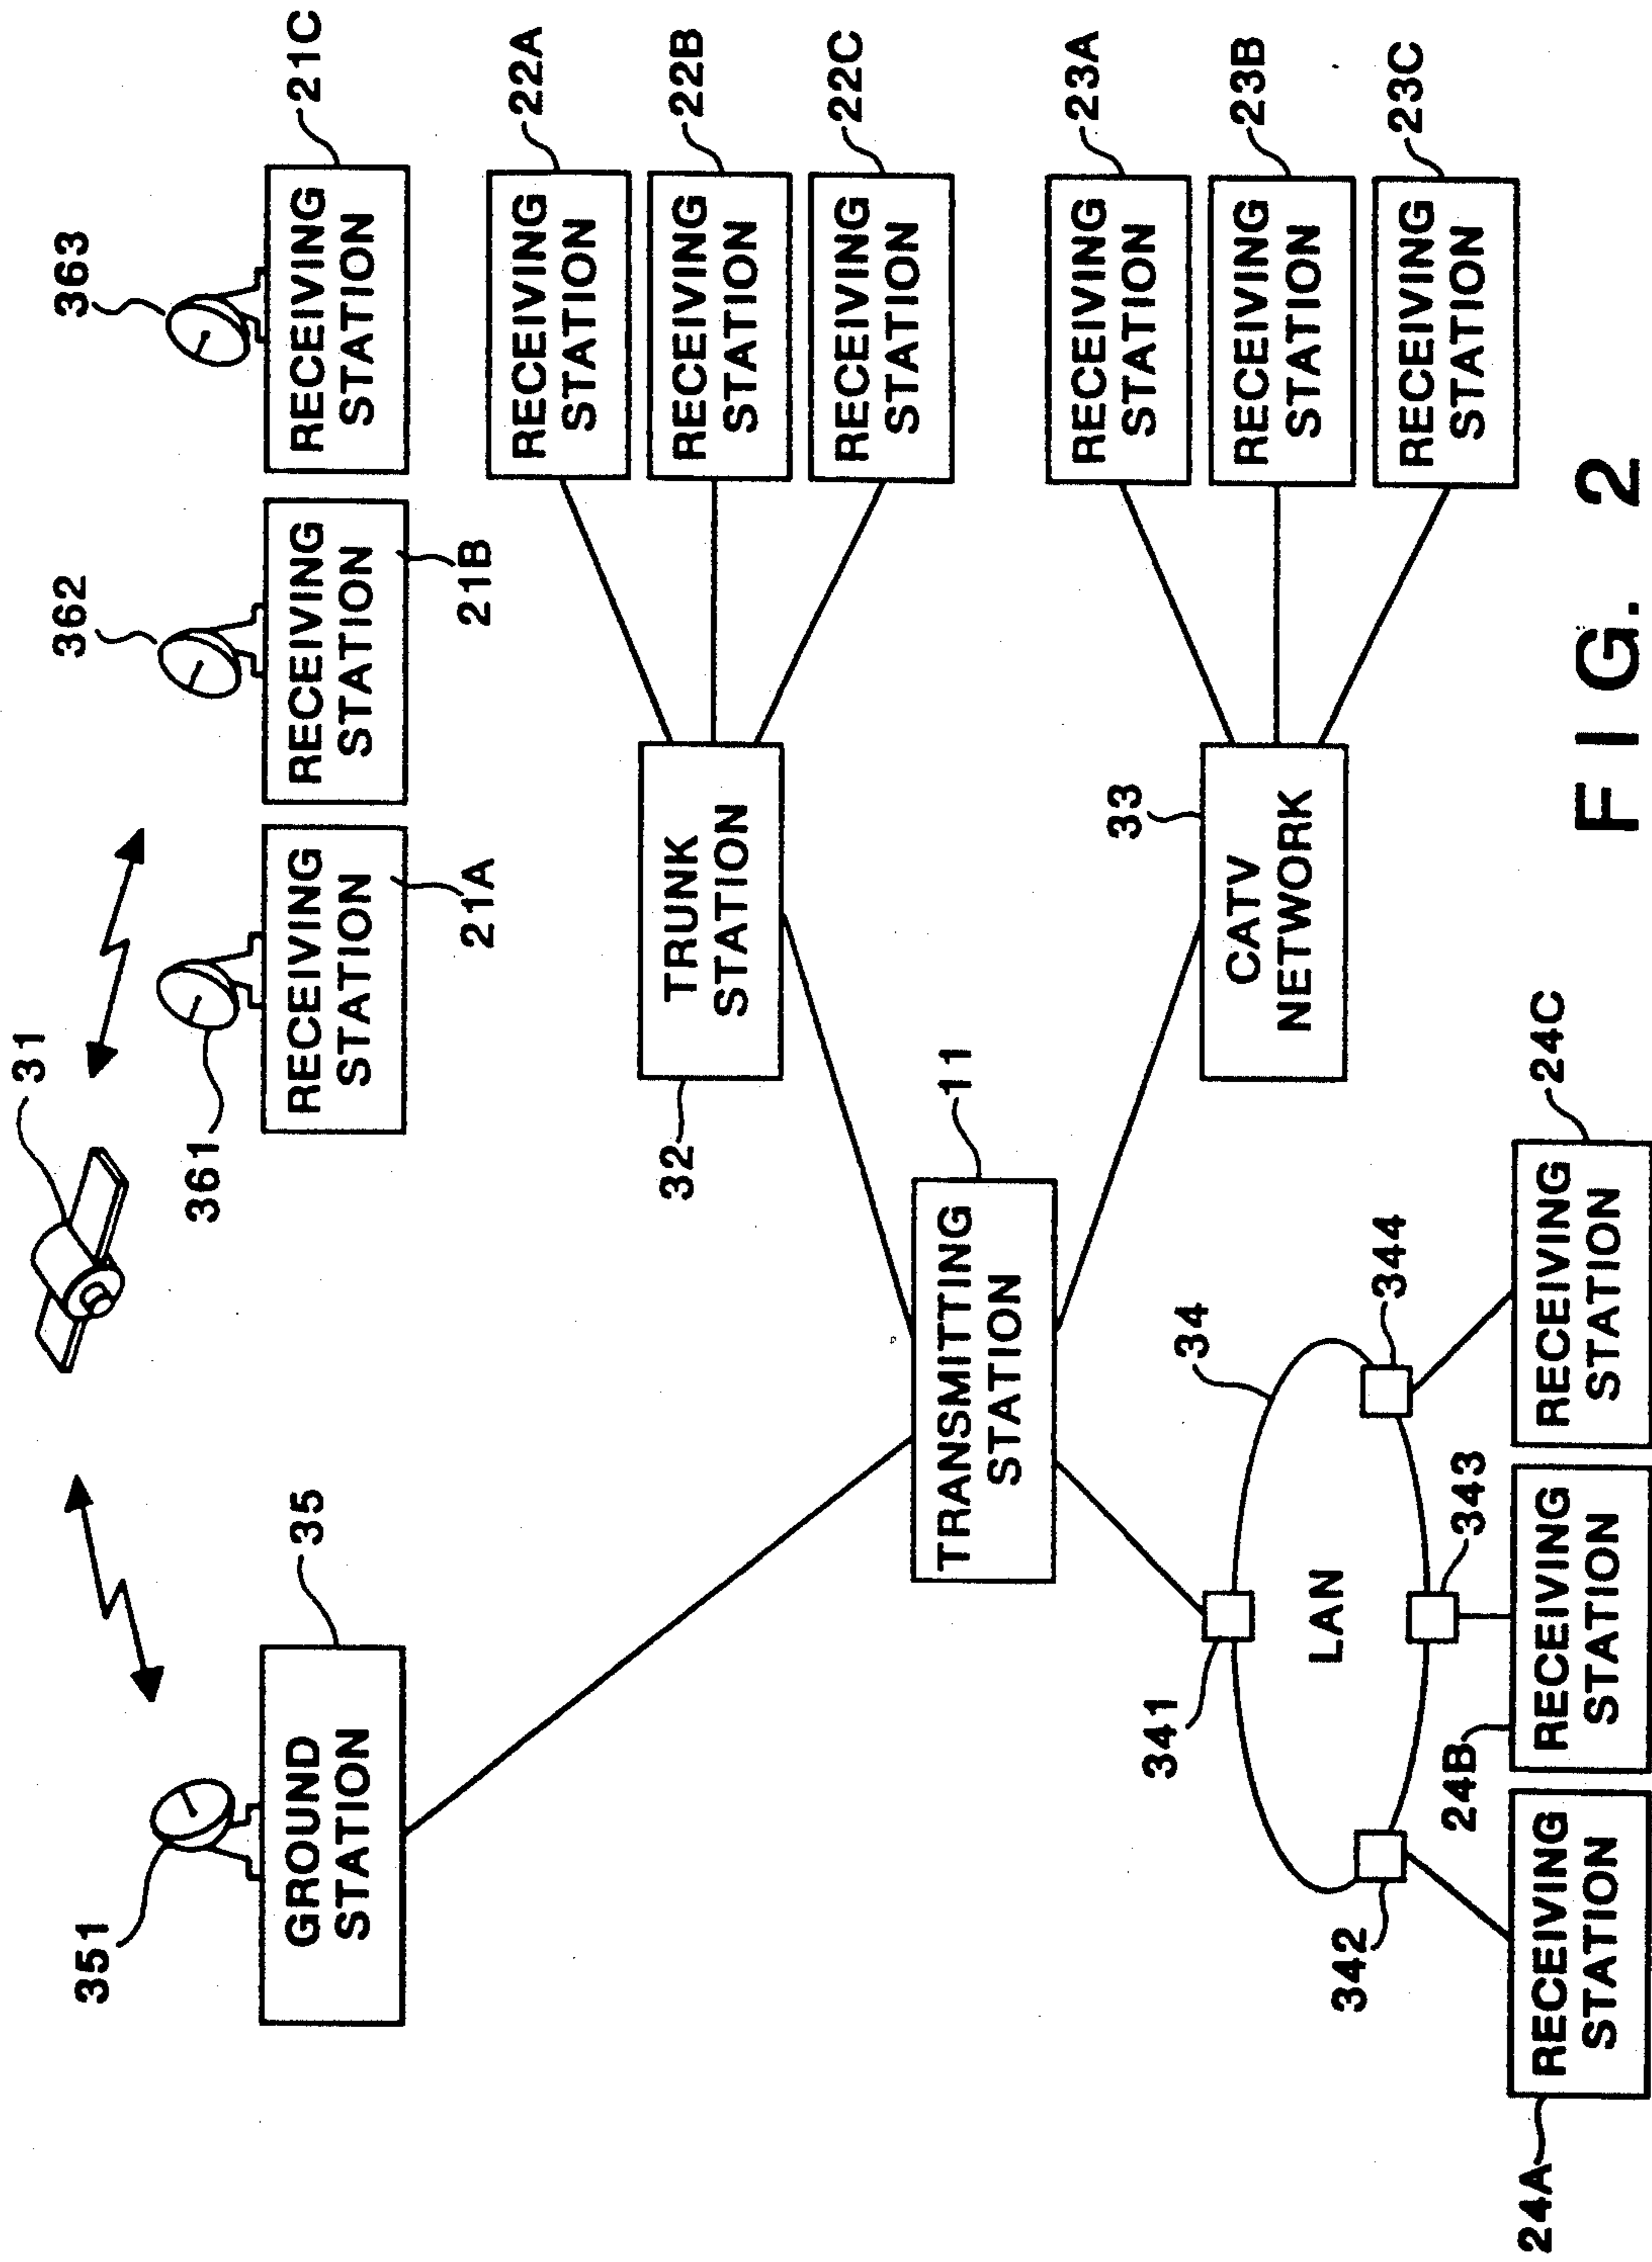 31
363
362
361
351
35
GROUND
STATION
RECEIVING
STATION
21A
RECEIVING
STATION
21B
RECEIVING
STATION
21C
32
TRUNK
STATION
RECEIVING
STATION
22A
RECEIVING
STATION
22B
RECEIVING
STATION
22C
TRANSMITTING
STATION
11
33
CATV
NETWORK
RECEIVING
STATION
23A
RECEIVING
STATION
23B
RECEIVING
STATION
23C
341
34
LAN
342
343
344
24A
RECEIVING
STATION
24B
RECEIVING
STATION
24C
RECEIVING
STATION
FIG. 2